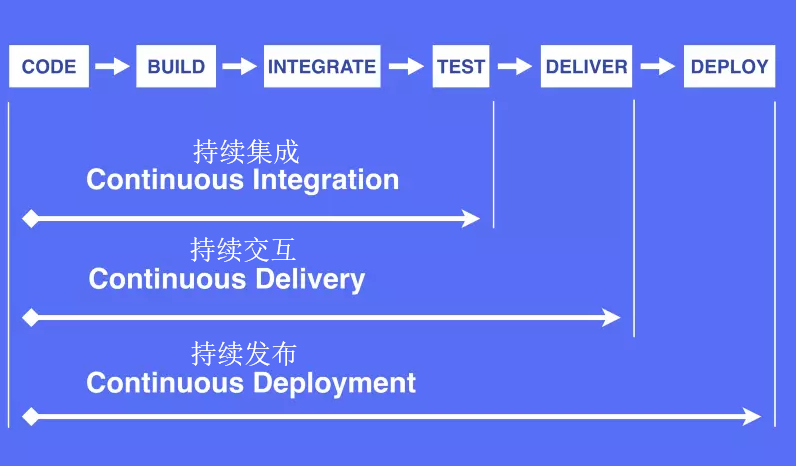 CODE BUILD INTEGRATE TEST DELIVER DEPLOY
持续集成
Continuous Integration
持续交互
Continuous Delivery
持续发布
Continuous Deployment